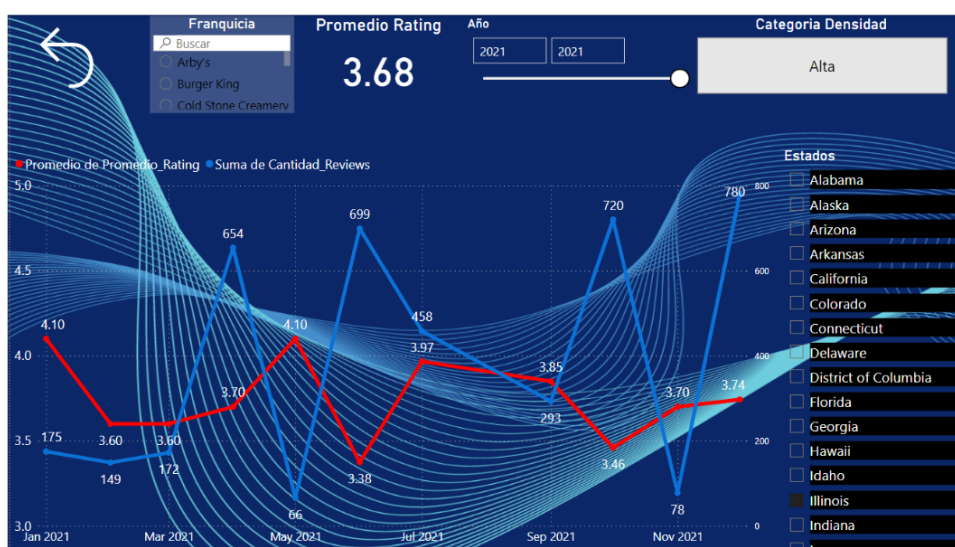 Franquicia
Buscar
Arby's
Burger King
Cold Stone Creamery
Promedio Rating
3.68
Año
2021
2021
Categoria Densidad
Alta
Promedio de Promedio_Rating
Suma de Cantidad_Reviews
5.0
4.5
4.0
3.5
3.0
4.10
3.60
3.60
3.70
4.10
3.38
3.97
3.85
3.46
3.70
3.74
175
149
172
654
66
699
458
293
720
78
780
800
600
400
200
0
Jan 2021
Mar 2021
May 2021
Jul 2021
Sep 2021
Nov 2021
Estados
Alabama
Alaska
Arizona
Arkansas
California
Colorado
Connecticut
Delaware
District of Columbia
Florida
Georgia
Hawaii
Idaho
Illinois
Indiana